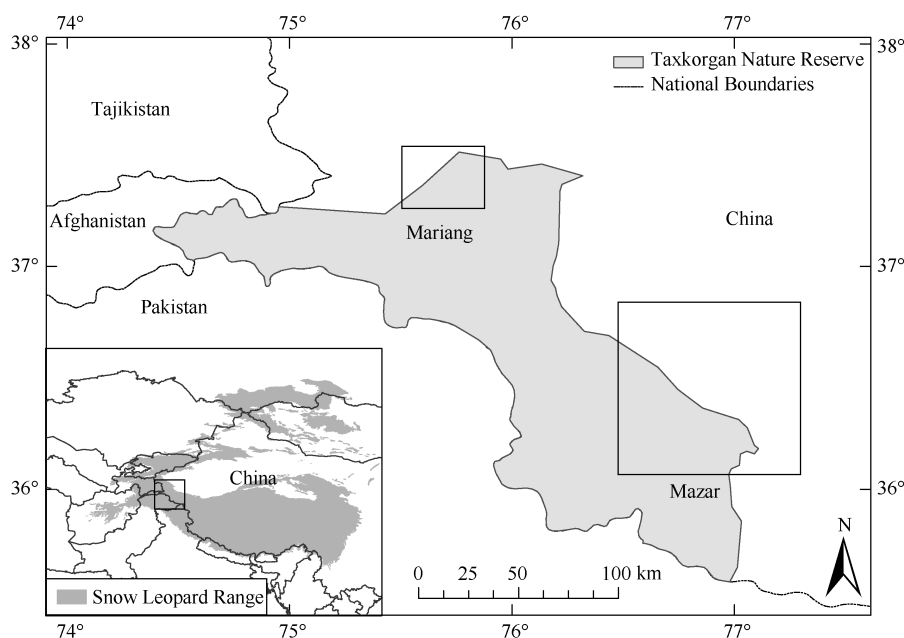 74° 75° 76° 77°
38° 38°
Taxkorgan Nature Reserve
National Boundaries
Tajikistan
Afghanistan
China
Mariang
37° 37°
Pakistan
China
36° 36°
Mazar
N
0 25 50 100 km
Snow Leopard Range
74° 75° 76° 77°